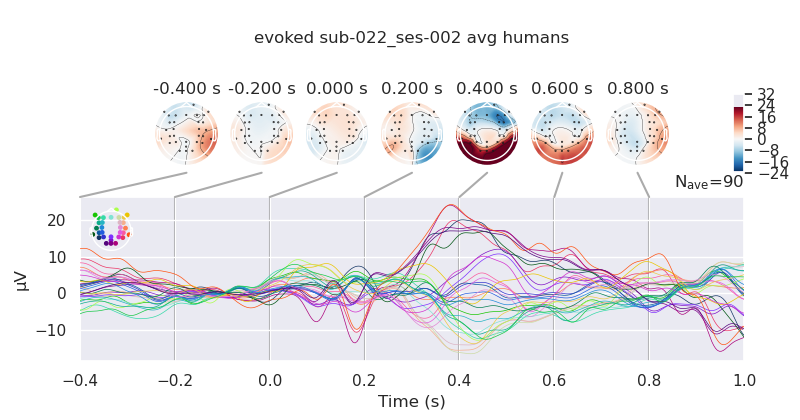 evoked sub-022_ses-002 avg humans
-0.400 s -0.200 s 0.000 s 0.200 s 0.400 s 0.600 s 0.800 s
32
24
16
8
0
−8
−16
−24
Nave=90
20
10
0
−10
µV
−0.4 −0.2 0.0 0.2 0.4 0.6 0.8 1.0
Time (s)